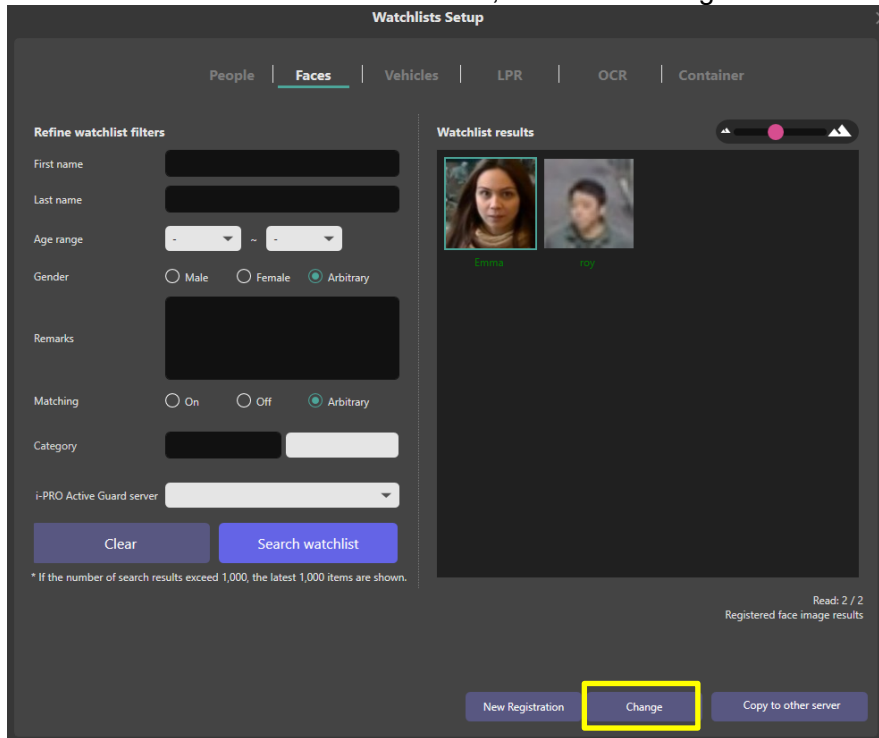 Watchlists Setup
People | Faces | Vehicles | LPR | OCR | Container
Refine watchlist filters
First name
Last name
Age range - ~ -
Gender Male Female Arbitrary
Remarks
Matching On Off Arbitrary
Category
i-PRO Active Guard server
Clear Search watchlist
* If the number of search results exceed 1,000, the latest 1,000 items are shown.
Watchlist results
Emma roy
Read: 2 / 2
Registered face image results
New Registration Change Copy to other server